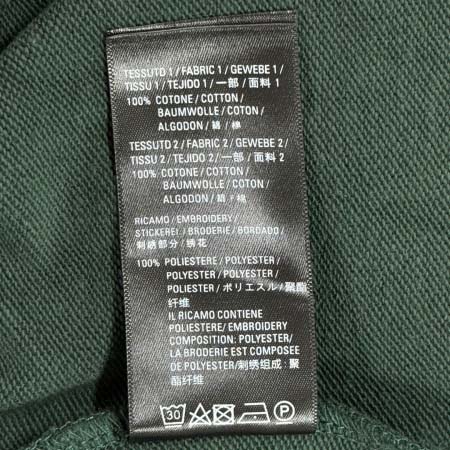 TESSUTO 1 / FABRIC 1 / GEWEBE 1 /
TISSU 1 / TEJIDO 1 / 一部 / 面料 1
100% COTONE / COTTON /
BAUMWOLLE / COTON /
ALGODON / 綿 / 棉
TESSUTO 2 / FABRIC 2 / GEWEBE 2 /
TISSU 2 / TEJIDO 2 / 一部 / 面料 2
100% COTONE / COTTON /
BAUMWOLLE / COTON /
ALGODON / 綿 / 棉
RICAMO / EMBROIDERY /
STICKEREI / BRODERIE / BORDADO /
刺繍部分 / 绣花
100% POLIESTERE / POLYESTER /
POLYESTER / POLYESTER /
POLIESTER / ポリエステル / 聚酯
纤维
IL RICAMO CONTIENE
POLIESTERE/EMBROIDERY
COMPOSITION: POLYESTER/
LA BRODERIE EST COMPOSEE
DE POLYESTER/刺绣组成：聚
酯纤维
30 P